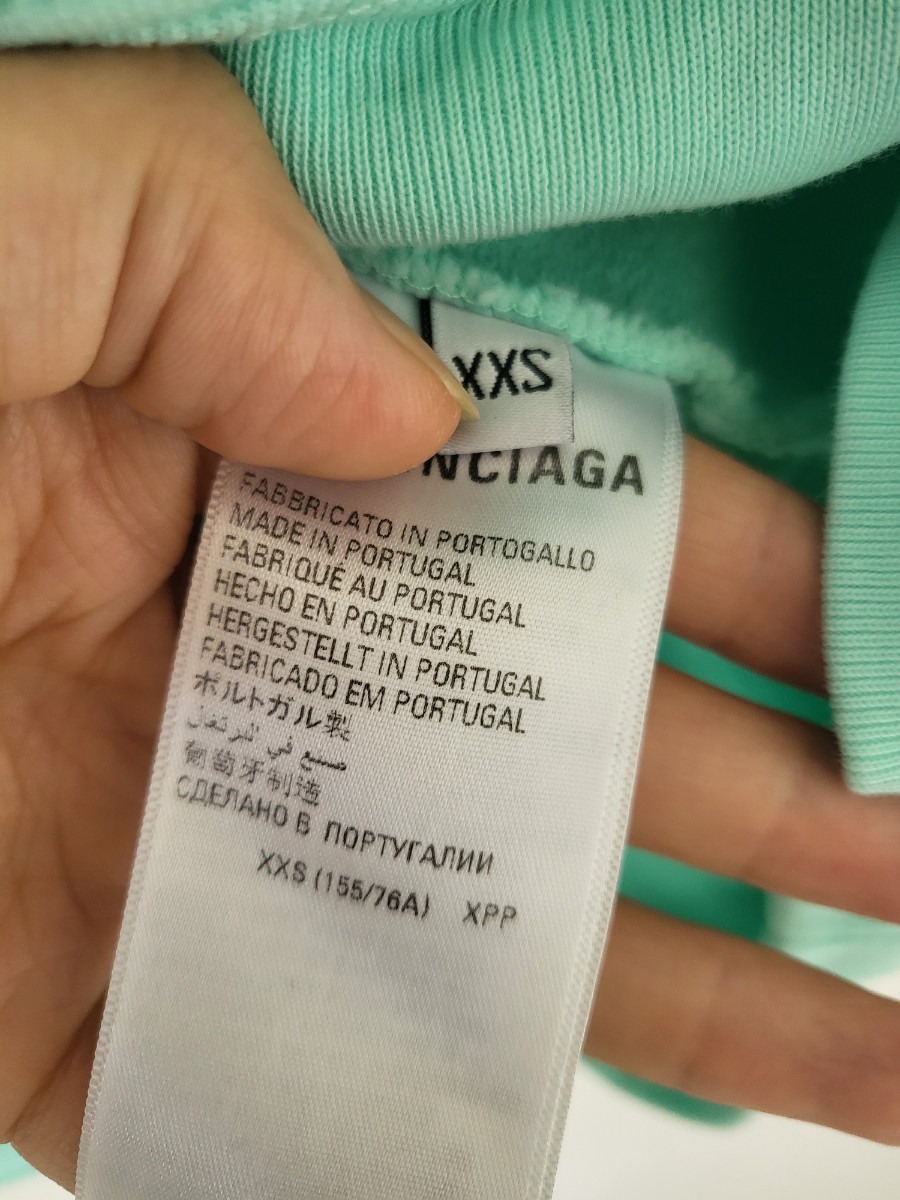 XXS
NCIAGA
FABBRICATO IN PORTOGALLO
MADE IN PORTUGAL
FABRIQUÉ AU PORTUGAL
HECHO EN PORTUGAL
HERGESTELLT IN PORTUGAL
FABRICADO EM PORTUGAL
ポルトガル製
صنع في البرتغال
葡萄牙制造
СДЕЛАНО В ПОРТУГАЛИИ
XXS (155/76A) ХРР